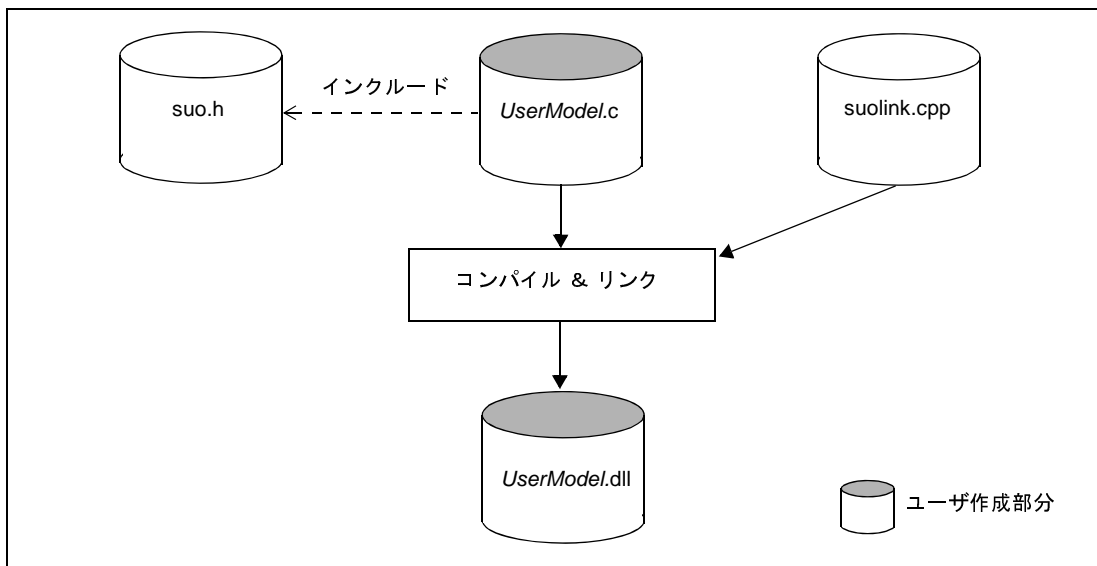 インクルード
suo.h
UserModel.c
suolink.cpp
コンパイル & リンク
UserModel.dll
ユーザ作成部分